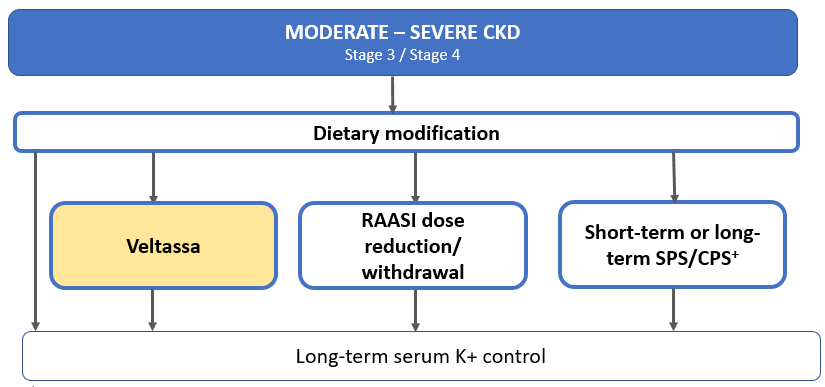 MODERATE – SEVERE CKD
Stage 3 / Stage 4
Dietary modification
Veltassa
RAASI dose
reduction/
withdrawal
Short-term or long-
term SPS/CPS⁺
Long-term serum K+ control